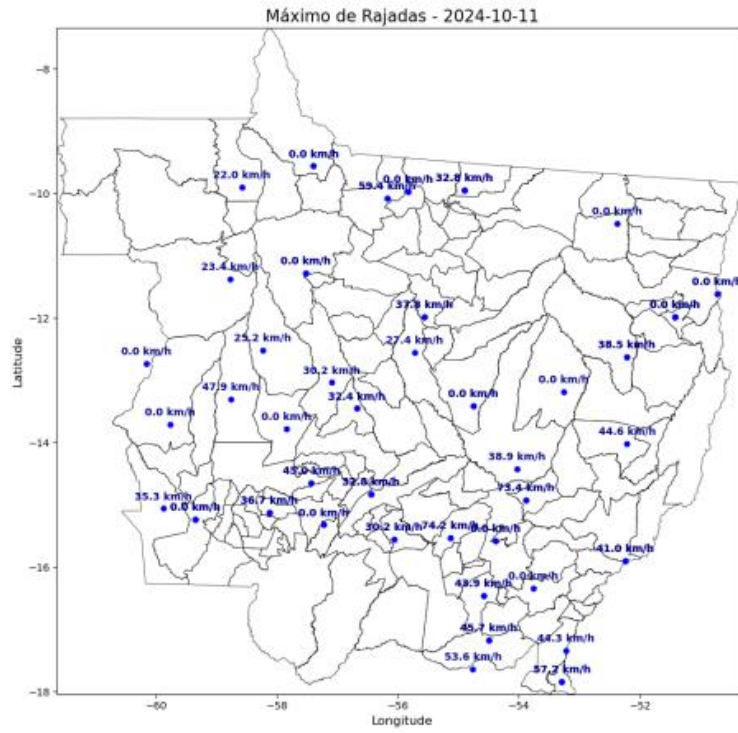 Máximo de Rajadas - 2024-10-11
−8
0.0 km/h
22.0 km/h
0.0 km/h
32.8 km/h
59.4 km/h
−10
0.0 km/h
23.4 km/h
0.0 km/h
0.0 km/h
37.8 km/h
0.0 km/h
−12
25.2 km/h
27.4 km/h
38.5 km/h
0.0 km/h
30.2 km/h
0.0 km/h
47.9 km/h
32.4 km/h
0.0 km/h
0.0 km/h
0.0 km/h
44.6 km/h
−14
38.9 km/h
45.0 km/h
32.8 km/h
73.4 km/h
35.3 km/h
0.0 km/h
36.7 km/h
0.0 km/h
30.2 km/h
74.2 km/h
0.0 km/h
41.0 km/h
−16
0.0 km/h
45.7 km/h
44.3 km/h
53.6 km/h
57.2 km/h
−18
−60
−58
−56
−54
−52
Longitude
Latitude